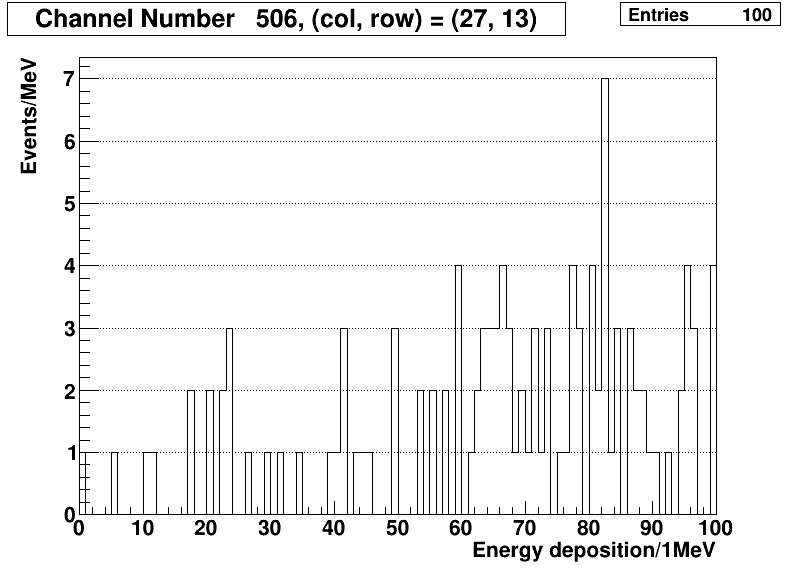 Channel Number 506, (col, row) = (27, 13)
Entries 100
Events/MeV
7
6
5
4
3
2
1
0
0 10 20 30 40 50 60 70 80 90 100
Energy deposition/1MeV